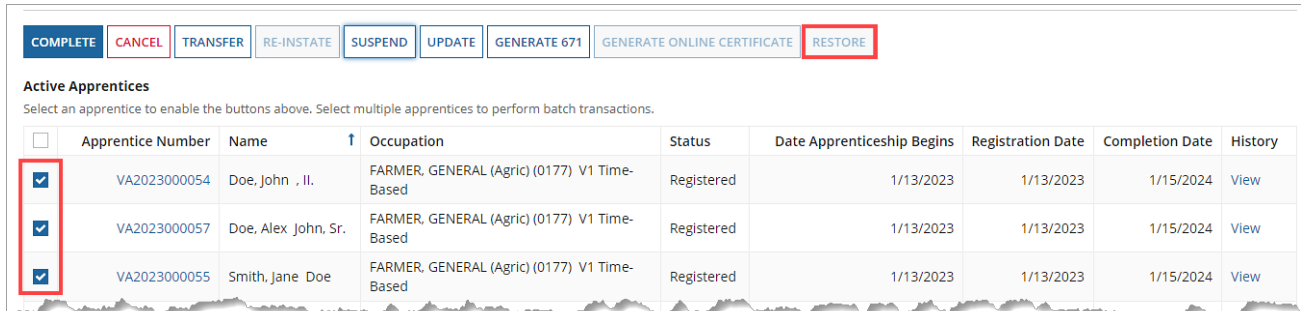 COMPLETE CANCEL TRANSFER RE-INSTATE SUSPEND UPDATE GENERATE 671 GENERATE ONLINE CERTIFICATE RESTORE
Active Apprentices
Select an apprentice to enable the buttons above. Select multiple apprentices to perform batch transactions.
Apprentice Number Name ↑ Occupation Status Date Apprenticeship Begins Registration Date Completion Date History
VA2023000054 Doe, John , II. FARMER, GENERAL (Agric) (0177) V1 Time-
Based Registered 1/13/2023 1/13/2023 1/15/2024 View
VA2023000057 Doe, Alex John, Sr. FARMER, GENERAL (Agric) (0177) V1 Time-
Based Registered 1/13/2023 1/13/2023 1/15/2024 View
VA2023000055 Smith, Jane Doe FARMER, GENERAL (Agric) (0177) V1 Time-
Based Registered 1/13/2023 1/13/2023 1/15/2024 View